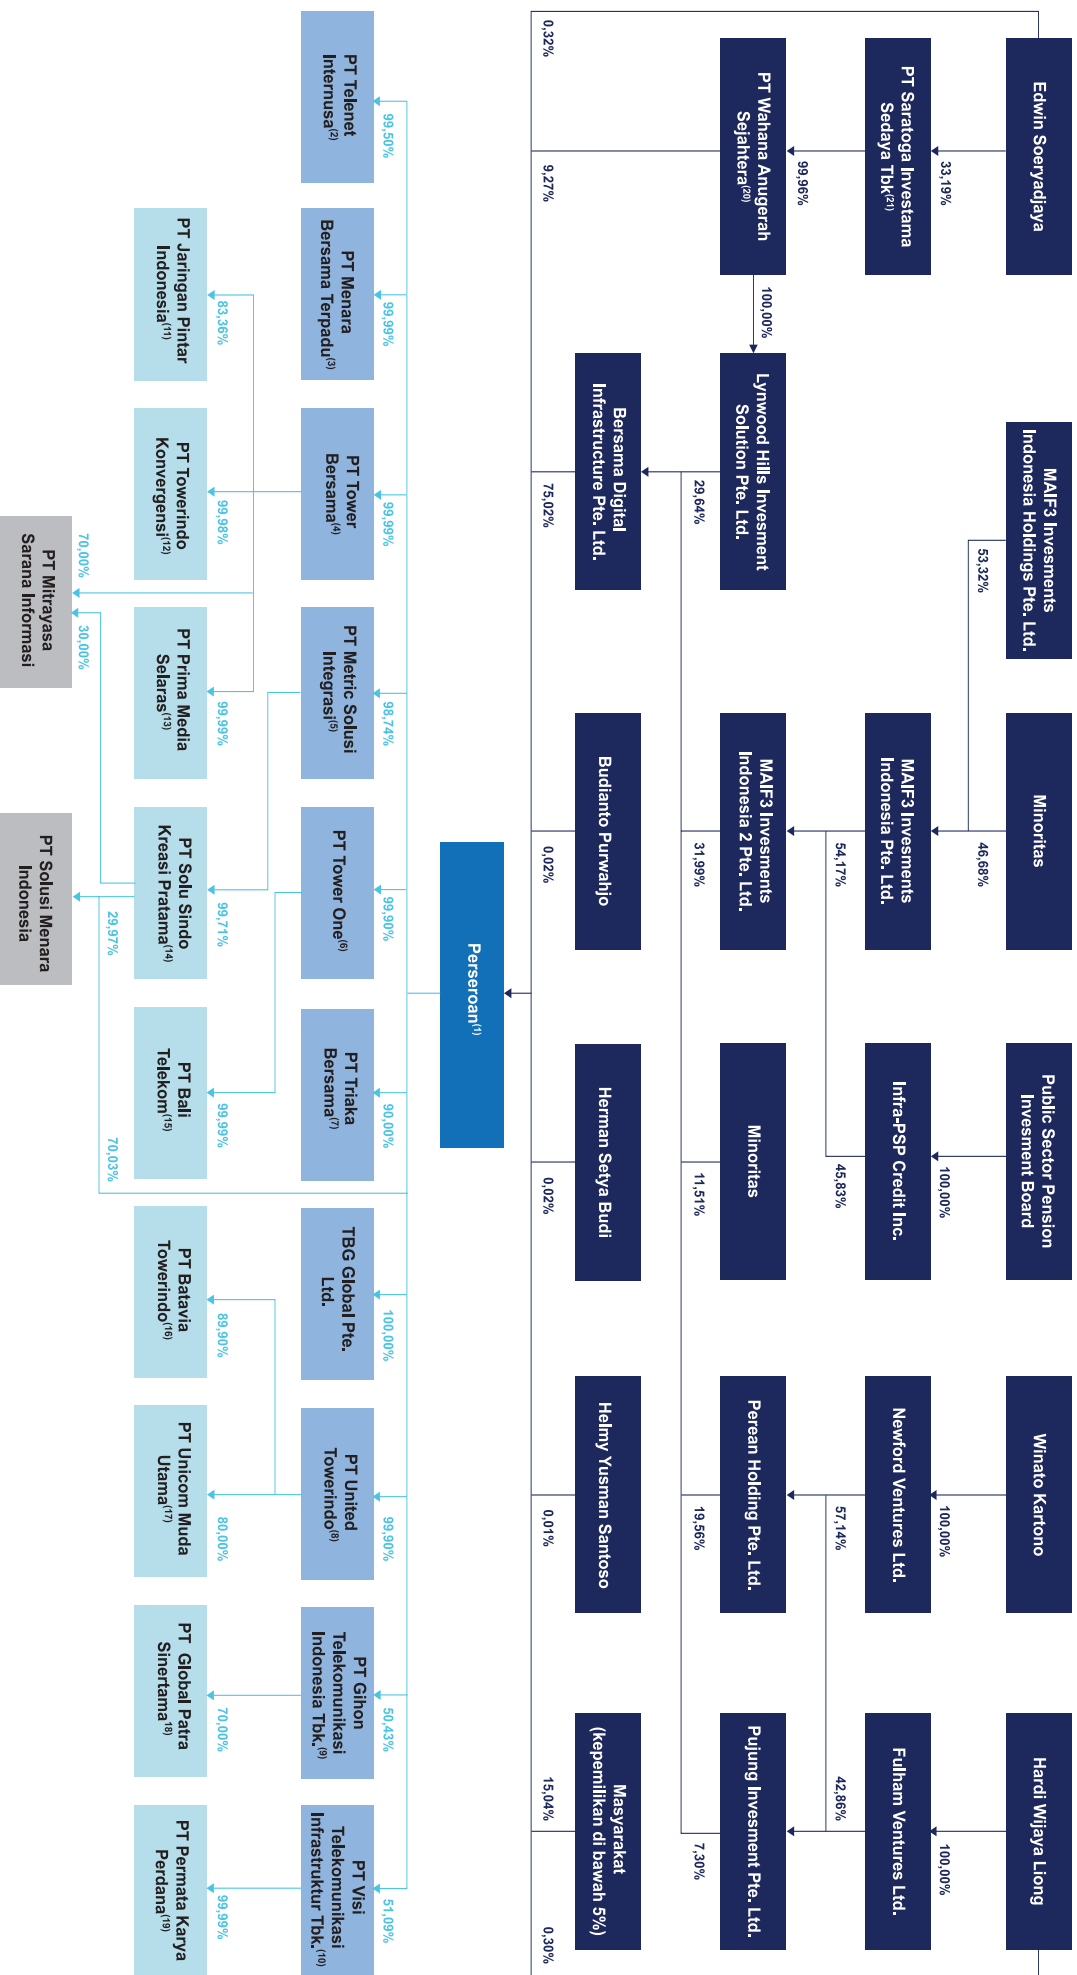 Edwin Soeryadjaya
MAIF3 Invesments
Indonesia Holdings Pte. Ltd.
Minoritas
Public Sector Pension
Invesment Board
Winato Kartono
Hardi Wijaya Liong
33,19%
53,32%
46,68%
100,00%
100,00%
100,00%
PT Saratoga Investama
Sedaya Tbk(21)
MAIF3 Invesments
Indonesia Pte. Ltd.
Infra-PSP Credit Inc.
Newford Ventures Ltd.
Fulham Ventures Ltd.
99,96%
54,17%
45,83%
57,14%
42,86%
PT Wahana Anugerah
Sejahtera(20)
100,00%
Lynwood Hills Invesment
Solution Pte. Ltd.
MAIF3 Invesments
Indonesia 2 Pte. Ltd.
Minoritas
Perean Holding Pte. Ltd.
Pujung Invesment Pte. Ltd.
29,64%
31,99%
11,51%
19,56%
7,30%
Bersama Digital
Infrastructure Pte. Ltd.
Budianto Purwahjo
Herman Setya Budi
Helmy Yusman Santoso
Masyarakat
(kepemilikan di bawah 5%)
0,32%
9,27%
75,02%
0,02%
0,02%
0,01%
15,04%
0,30%
Perseroan(1)
99,50%
99,99%
99,99%
98,74%
99,90%
90,00%
100,00%
99,90%
50,43%
51,09%
PT Telenet
Internusa(2)
PT Menara
Bersama Terpadu(3)
PT Tower
Bersama(4)
PT Metric Solusi
Integrasi(5)
PT Tower One(6)
PT Triaka
Bersama(7)
TBG Global Pte.
Ltd.
PT United
Towerindo(8)
PT Gihon
Telekomunikasi
Indonesia Tbk.(9)
PT Visi
Telekomunikasi
Infrastruktur Tbk.(10)
83,36%
99,98%
99,99%
99,71%
99,99%
89,90%
80,00%
70,00%
99,99%
PT Jaringan Pintar
Indonesia(11)
PT Towerindo
Konvergensi(12)
PT Prima Media
Selaras(13)
PT Solu Sindo
Kreasi Pratama(14)
PT Bali
Telekom(15)
PT Batavia
Towerindo(16)
PT Unicom Muda
Utama(17)
PT Global Patra
Sinertama18)
PT Permata Karya
Perdana(19)
70,00%
30,00%
29,97%
70,03%
PT Mitrayasa
Sarana Informasi
PT Solusi Menara
Indonesia